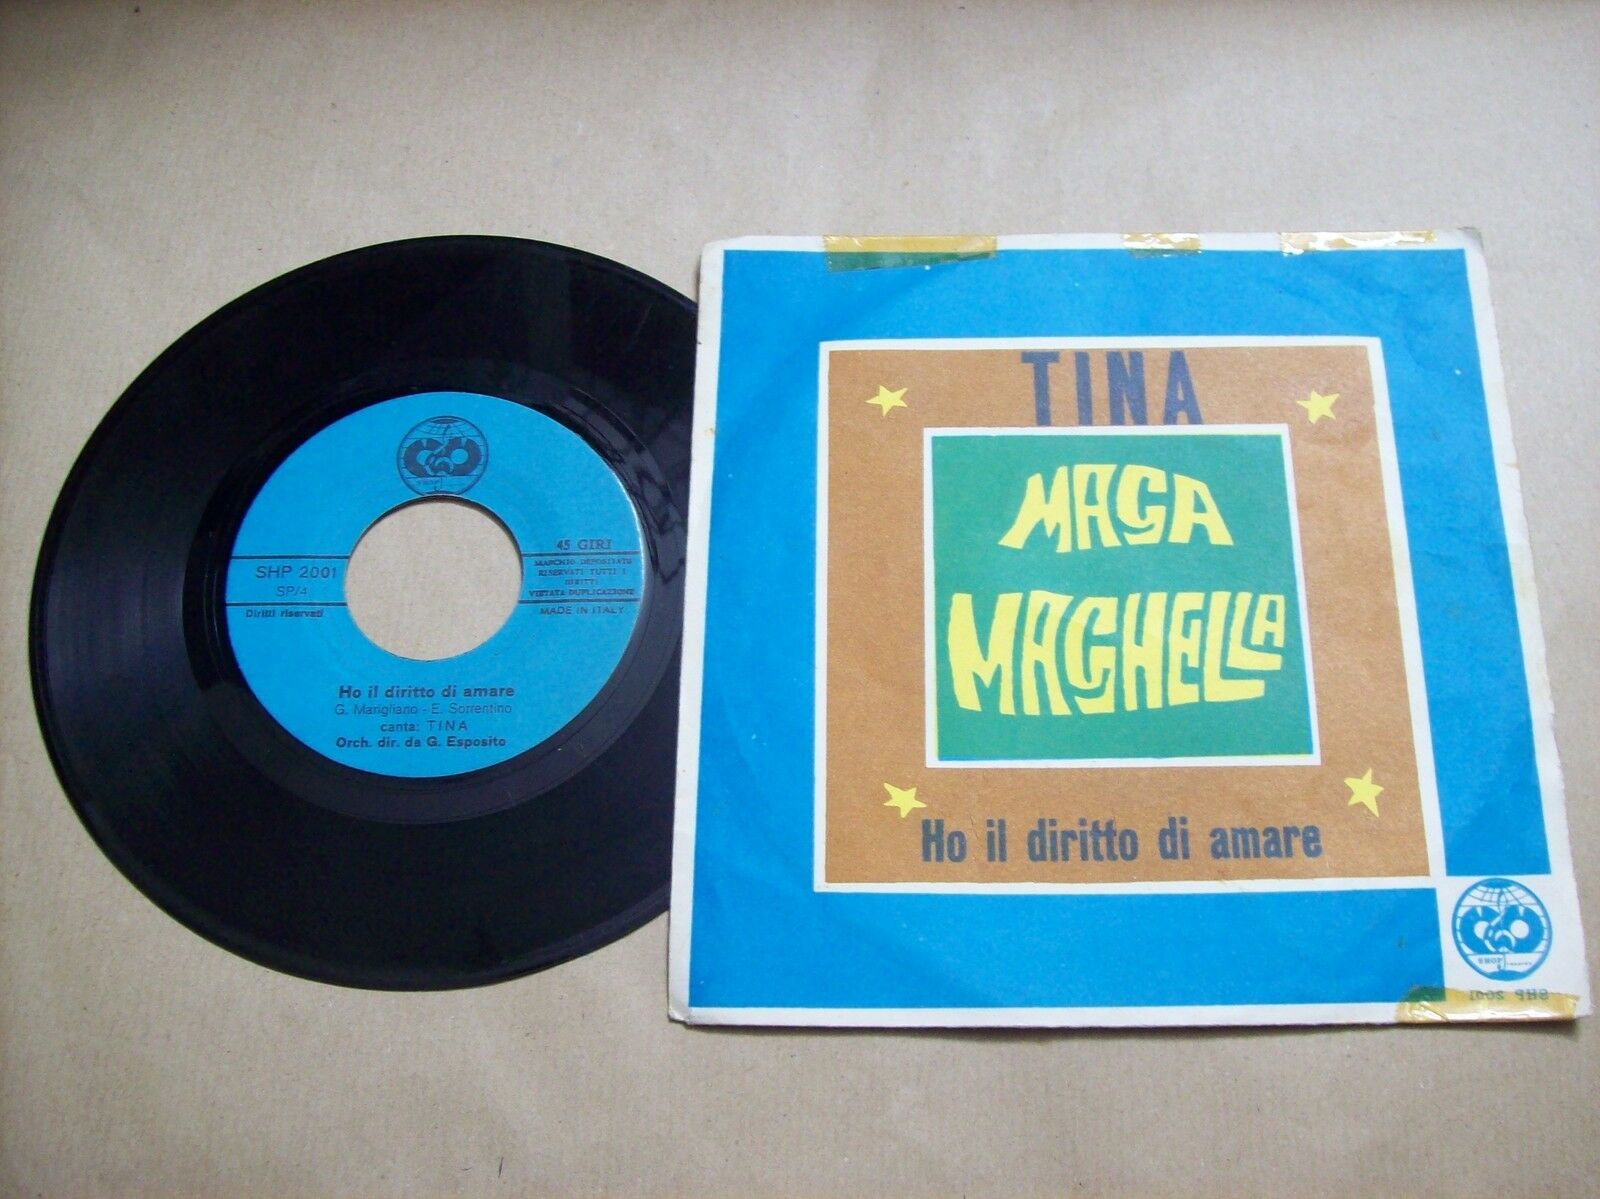 SHOP
45 GIRI
SHP 2001
SP/4
Diritti riservati
MARCHIO DEPOSITATO
RISERVATI TUTTI I
DIRITTI
VIETATA DUPLICAZIONE
MADE IN ITALY
Ho il diritto di amare
G. Marigliano - E. Sorrentino
canta: TINA
Orch. dir. da G. Esposito
TINA
MAGA
MAGHELLA
Ho il diritto di amare
SHOP
SHP 2001